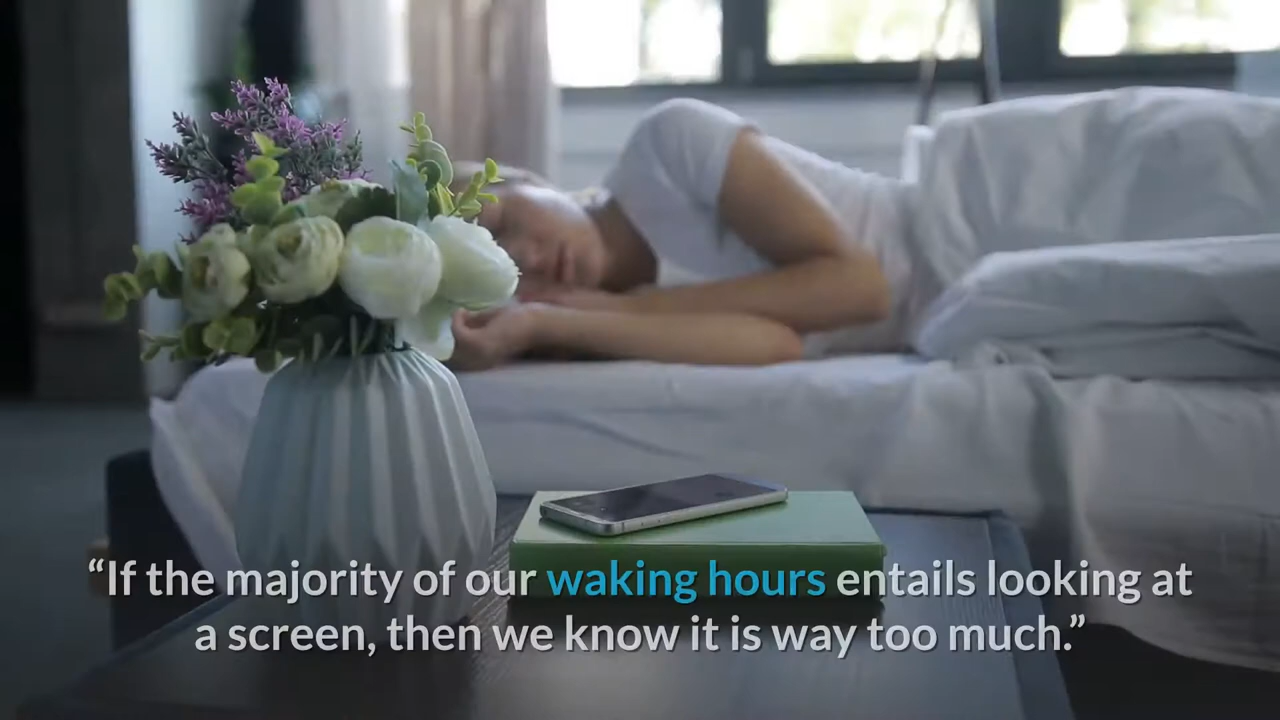 “If the majority of our waking hours entails looking at
a screen, then we know it is way too much.”